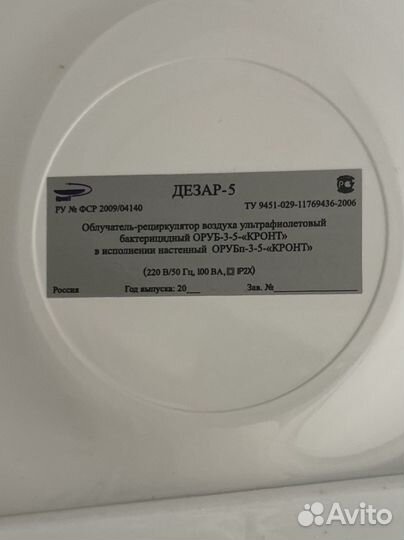 ДЕЗАР-5
РУ № ФСР 2009/04140 ТУ 9451-029-11769436-2006
Облучатель-рециркулятор воздуха ультрафиолетовый
бактерицидный ОРУБ-3-5-«КРОНТ»
в исполнении настенный ОРУБп-3-5-«КРОНТ»
(220 В/50 Гц, 100 ВА, IP2X)
Россия Год выпуска: 20___ Зав. №_______________
Avito